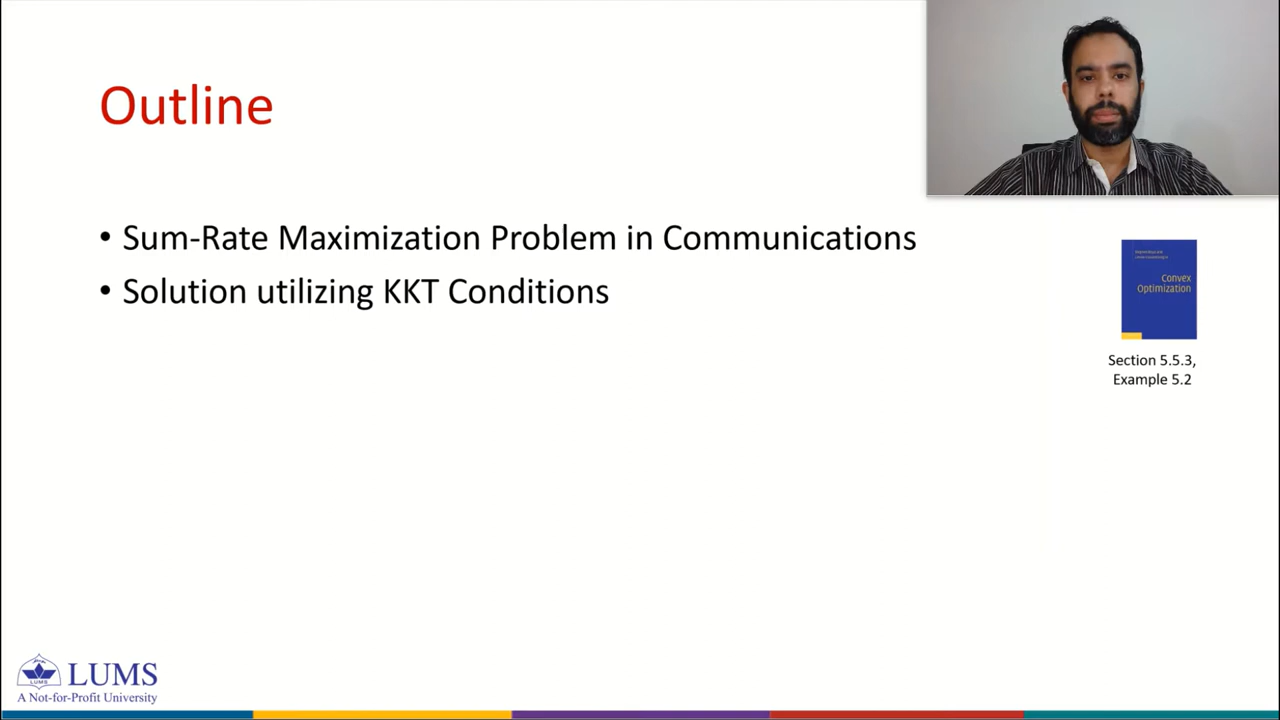 Outline
• Sum-Rate Maximization Problem in Communications
• Solution utilizing KKT Conditions
Convex
Optimization
Section 5.5.3,
Example 5.2
LUMS
LUMS
A Not-for-Profit University